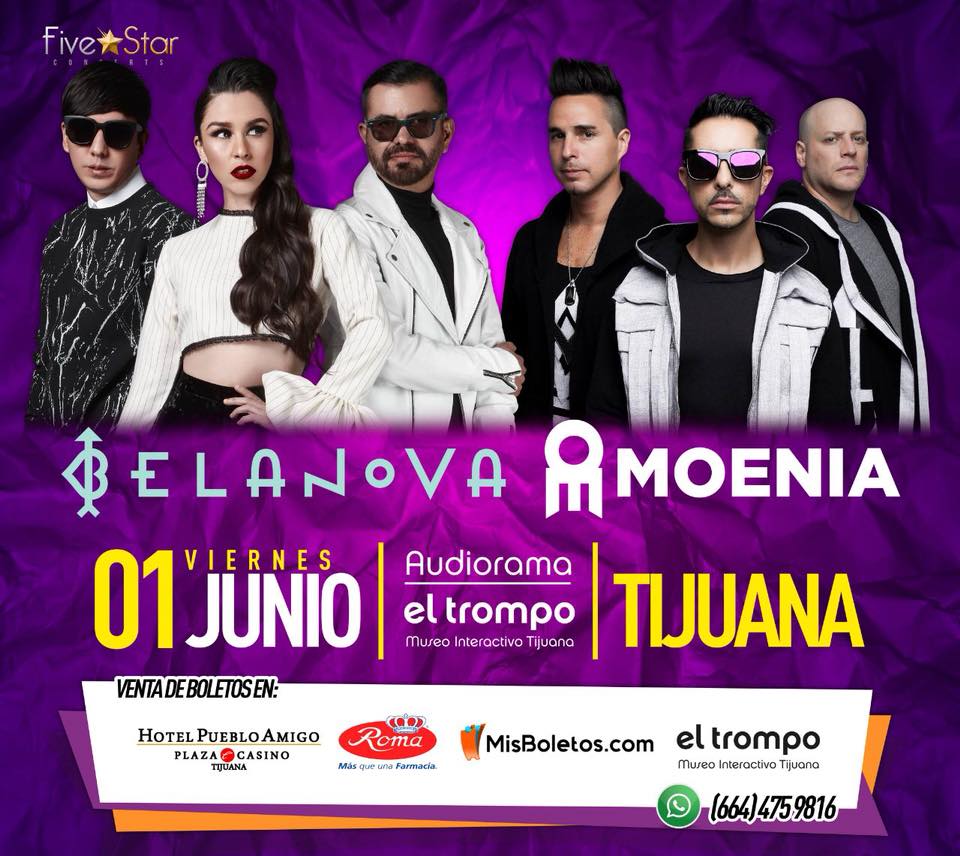 Five Star
CONCERTS
BELANOVA
MOENIA
01 VIERNES
JUNIO
Audiorama
el trompo
Museo Interactivo Tijuana
TIJUANA
VENTA DE BOLETOS EN:
HOTEL PUEBLO AMIGO
PLAZA CASINO
TIJUANA
Roma
Más que una Farmacia.
MisBoletos.com
el trompo
Museo Interactivo Tijuana
(664) 475 9816